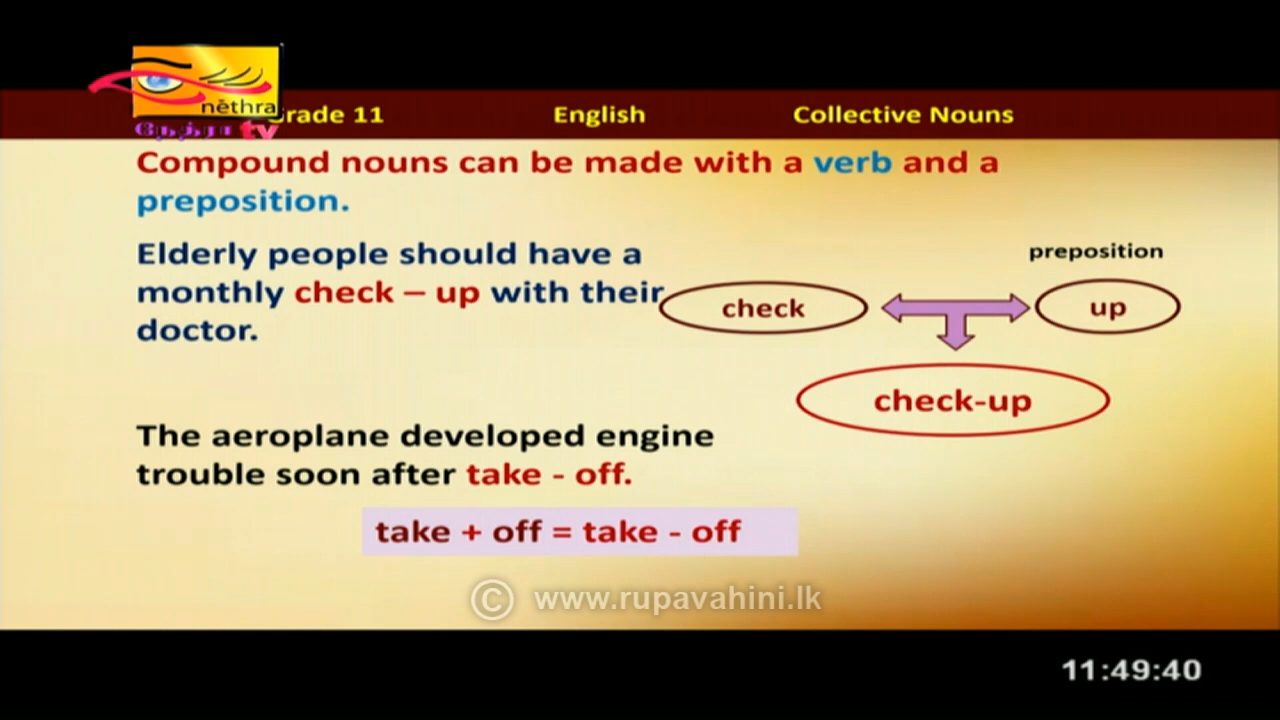 nethra
நேத்ரா tv
rade 11 English Collective Nouns
Compound nouns can be made with a verb and a
preposition.
Elderly people should have a
monthly check – up with their
doctor.
preposition
check
up
check-up
The aeroplane developed engine
trouble soon after take - off.
take + off = take - off
© www.rupavahini.lk
11:49:40